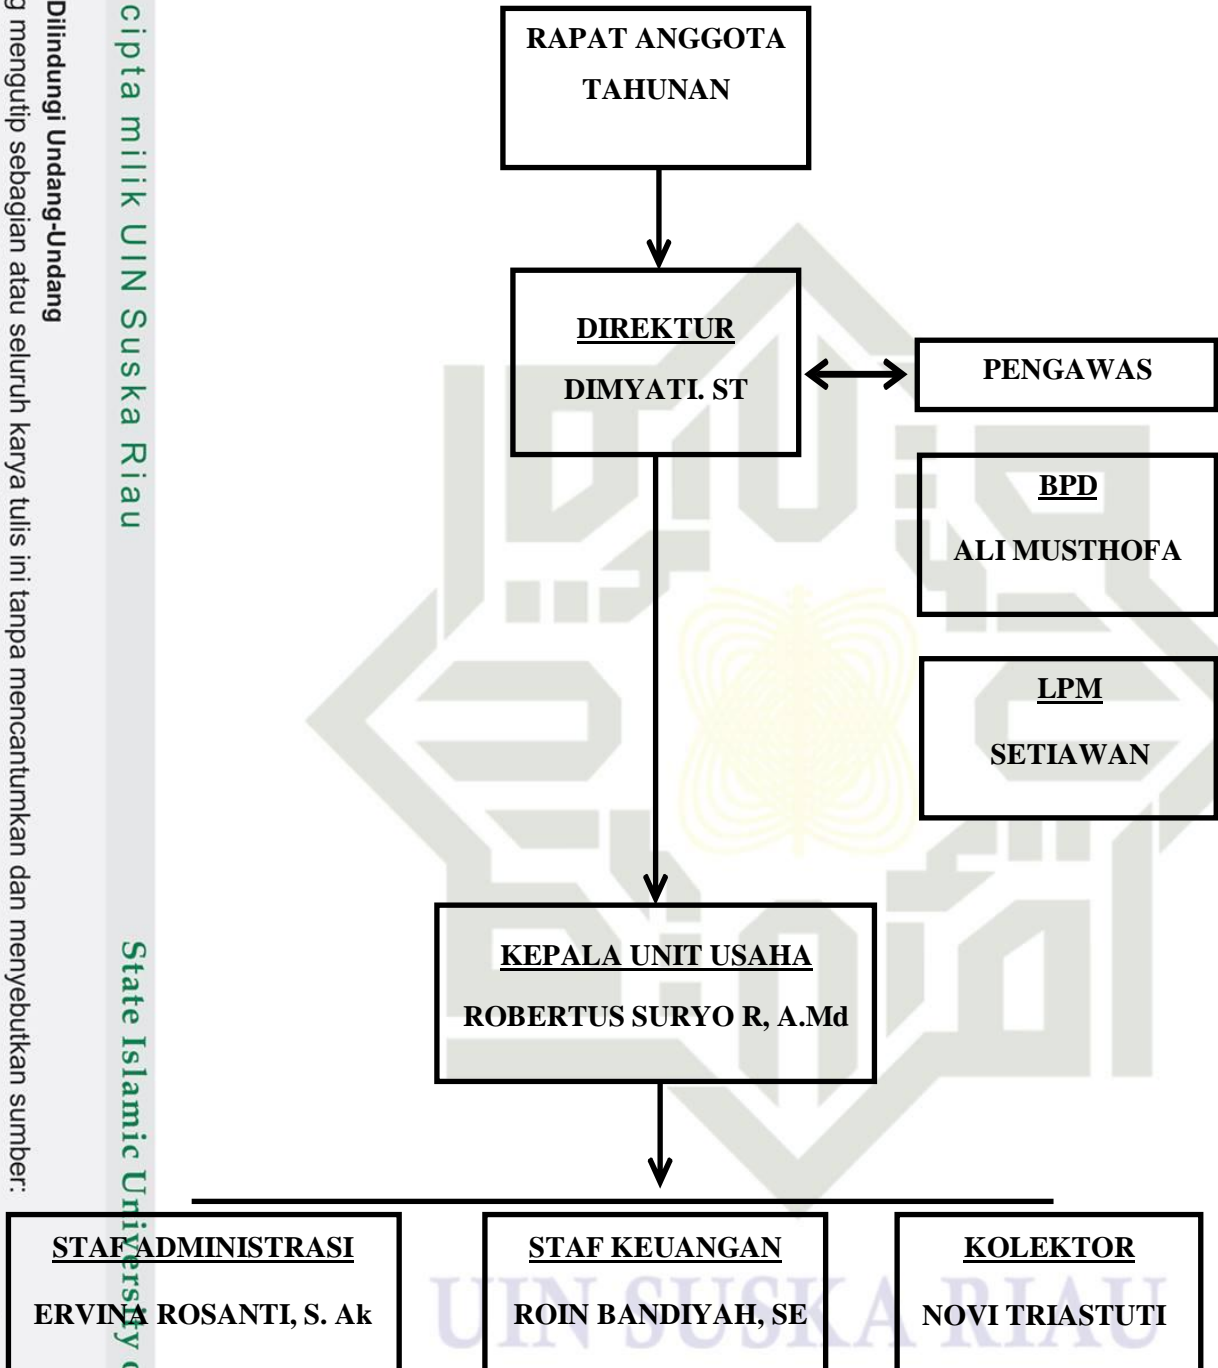 RAPAT ANGGOTA
TAHUNAN
DIREKTUR
DIMYATI. ST
PENGAWAS
BPD
ALI MUSTHOFA
LPM
SETIAWAN
KEPALA UNIT USAHA
ROBERTUS SURYO R, A.Md
STAF ADMINISTRASI
ERVINA ROSANTI, S. Ak
STAF KEUANGAN
ROIN BANDIYAH, SE
KOLEKTOR
NOVI TRIASTUTI
UIN SUSKA RIAU
cipta milik UIN Suska Riau
State Islamic University
Dilindungi Undang-Undang
mengutip sebagian atau seluruh karya tulis ini tanpa mencantumkan dan menyebutkan sumber: